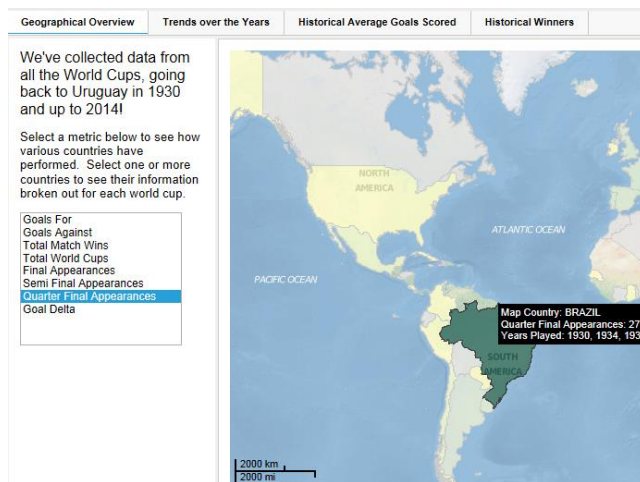 Geographical Overview
Trends over the Years
Historical Average Goals Scored
Historical Winners
We've collected data from
all the World Cups, going
back to Uruguay in 1930
and up to 2014!
Select a metric below to see how
various countries have
performed. Select one or more
countries to see their information
broken out for each world cup.
Goals For
Goals Against
Total Match Wins
Total World Cups
Final Appearances
Semi Final Appearances
Quarter Final Appearances
Goal Delta
NORTH
AMERICA
ATLANTIC OCEAN
PACIFIC OCEAN
Map Country: BRAZIL
Quarter Final Appearances: 27
Years Played: 1930, 1934, 193
SOUTH
AMERICA
2000 km
2000 mi